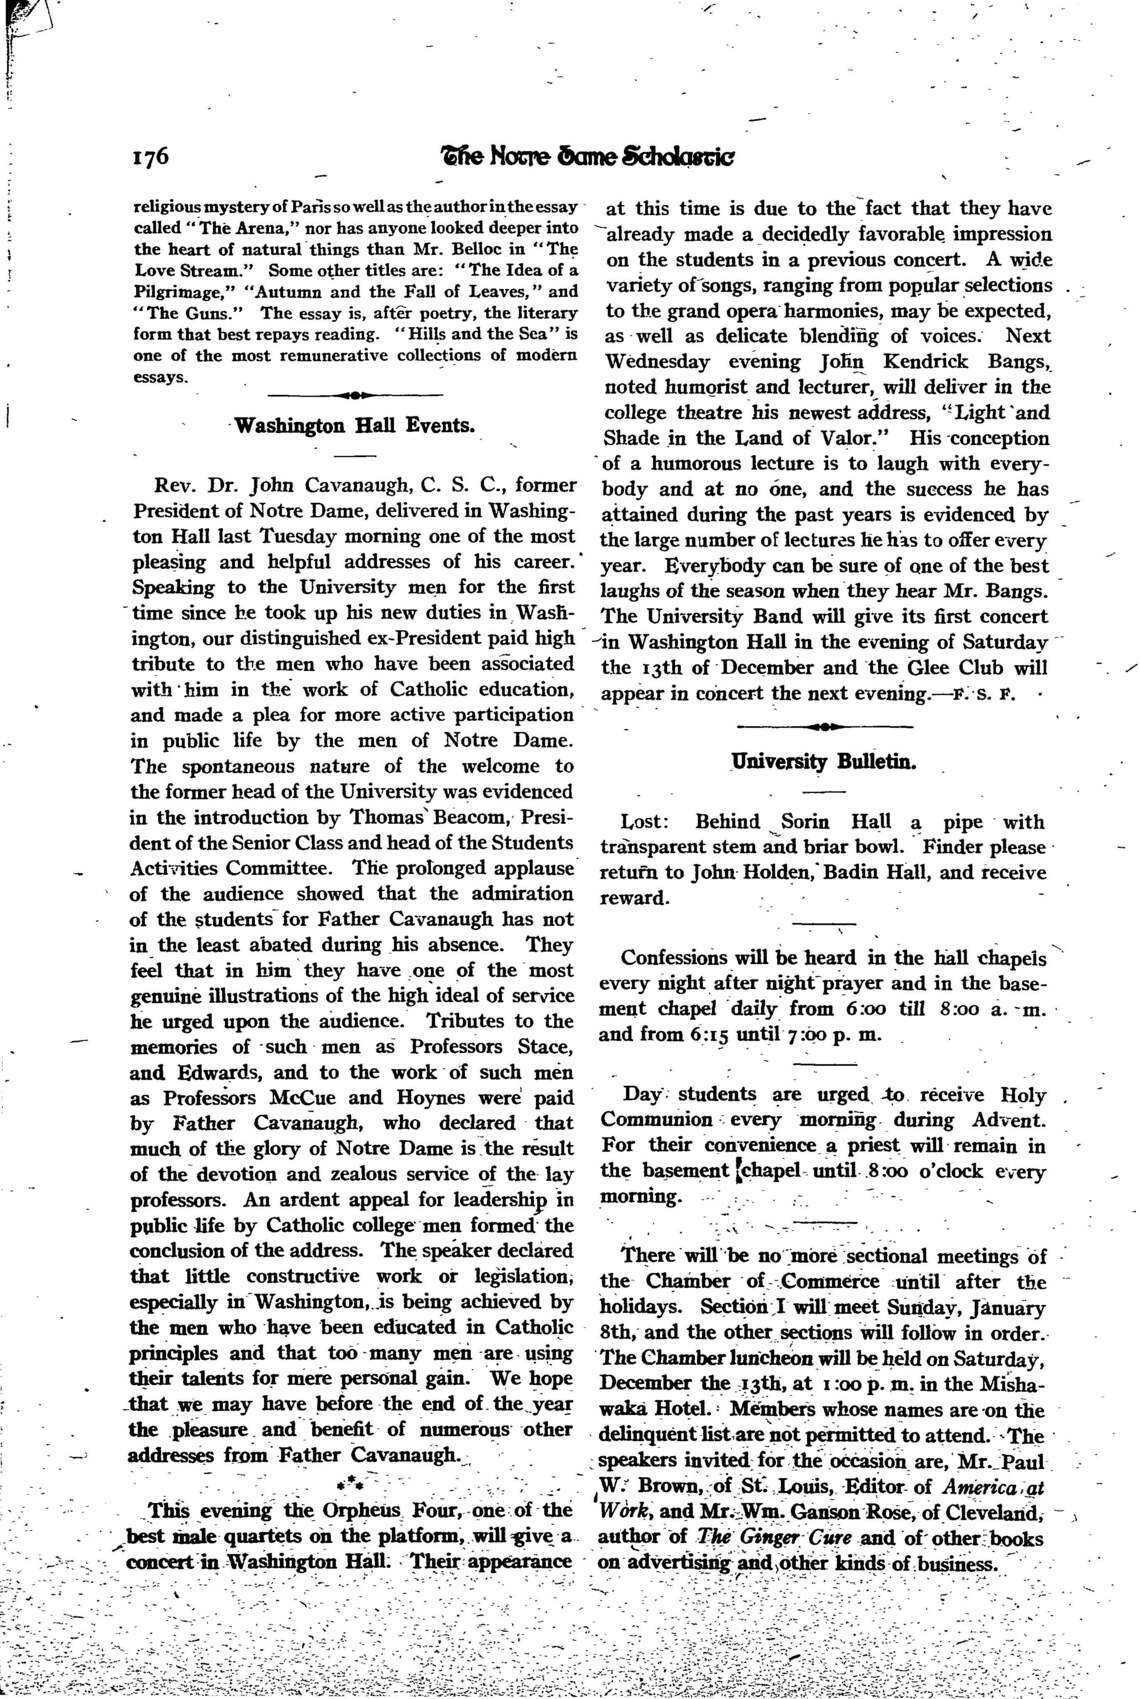 176
The Notre Dame Scholastic
religious mystery of Paris so well as the author in the essay
called "The Arena," nor has anyone looked deeper into
the heart of natural things than Mr. Belloc in "The
Love Stream." Some other titles are: "The Idea of a
Pilgrimage," "Autumn and the Fall of Leaves," and
"The Guns." The essay is, after poetry, the literary
form that best repays reading. "Hills and the Sea" is
one of the most remunerative collections of modern
essays.
Washington Hall Events.
Rev. Dr. John Cavanaugh, C. S. C., former
President of Notre Dame, delivered in Washing-
ton Hall last Tuesday morning one of the most
pleasing and helpful addresses of his career.
Speaking to the University men for the first
time since he took up his new duties in Wash-
ington, our distinguished ex-President paid high
tribute to the men who have been associated
with him in the work of Catholic education,
and made a plea for more active participation
in public life by the men of Notre Dame.
The spontaneous nature of the welcome to
the former head of the University was evidenced
in the introduction by Thomas Beacom, Presi-
dent of the Senior Class and head of the Students
Activities Committee. The prolonged applause
of the audience showed that the admiration
of the students for Father Cavanaugh has not
in the least abated during his absence. They
feel that in him they have one of the most
genuine illustrations of the high ideal of service
he urged upon the audience. Tributes to the
memories of such men as Professors Stace,
and Edwards, and to the work of such men
as Professors McCue and Hoynes were paid
by Father Cavanaugh, who declared that
much of the glory of Notre Dame is the result
of the devotion and zealous service of the lay
professors. An ardent appeal for leadership in
public life by Catholic college men formed the
conclusion of the address. The speaker declared
that little constructive work or legislation,
especially in Washington, is being achieved by
the men who have been educated in Catholic
principles and that too many men are using
their talents for mere personal gain. We hope
that we may have before the end of the year
the pleasure and benefit of numerous other
addresses from Father Cavanaugh.
***
This evening the Orpheus Four, one of the
best male quartets on the platform, will give a
concert in Washington Hall. Their appearance
at this time is due to the fact that they have
already made a decidedly favorable impression
on the students in a previous concert. A wide
variety of songs, ranging from popular selections
to the grand opera harmonies, may be expected,
as well as delicate blending of voices. Next
Wednesday evening John Kendrick Bangs,
noted humorist and lecturer, will deliver in the
college theatre his newest address, "Light and
Shade in the Land of Valor." His conception
of a humorous lecture is to laugh with every-
body and at no one, and the success he has
attained during the past years is evidenced by
the large number of lectures he has to offer every
year. Everybody can be sure of one of the best
laughs of the season when they hear Mr. Bangs.
The University Band will give its first concert
in Washington Hall in the evening of Saturday
the 13th of December and the Glee Club will
appear in concert the next evening.—F. S. F.
University Bulletin.
Lost: Behind Sorin Hall a pipe with
transparent stem and briar bowl. Finder please
return to John Holden, Badin Hall, and receive
reward.
Confessions will be heard in the hall chapels
every night after night prayer and in the base-
ment chapel daily from 6:00 till 8:00 a. m.
and from 6:15 until 7:00 p. m.
Day students are urged to receive Holy
Communion every morning during Advent.
For their convenience a priest will remain in
the basement chapel until 8:00 o'clock every
morning.
There will be no more sectional meetings of
the Chamber of Commerce until after the
holidays. Section I will meet Sunday, January
8th, and the other sections will follow in order.
The Chamber luncheon will be held on Saturday,
December the 13th, at 1:00 p. m. in the Misha-
waka Hotel. Members whose names are on the
delinquent list are not permitted to attend. The
speakers invited for the occasion are, Mr. Paul
W. Brown, of St. Louis, Editor of America at
Work, and Mr. Wm. Ganson Rose, of Cleveland,
author of The Ginger Cure and of other books
on advertising and other kinds of business.